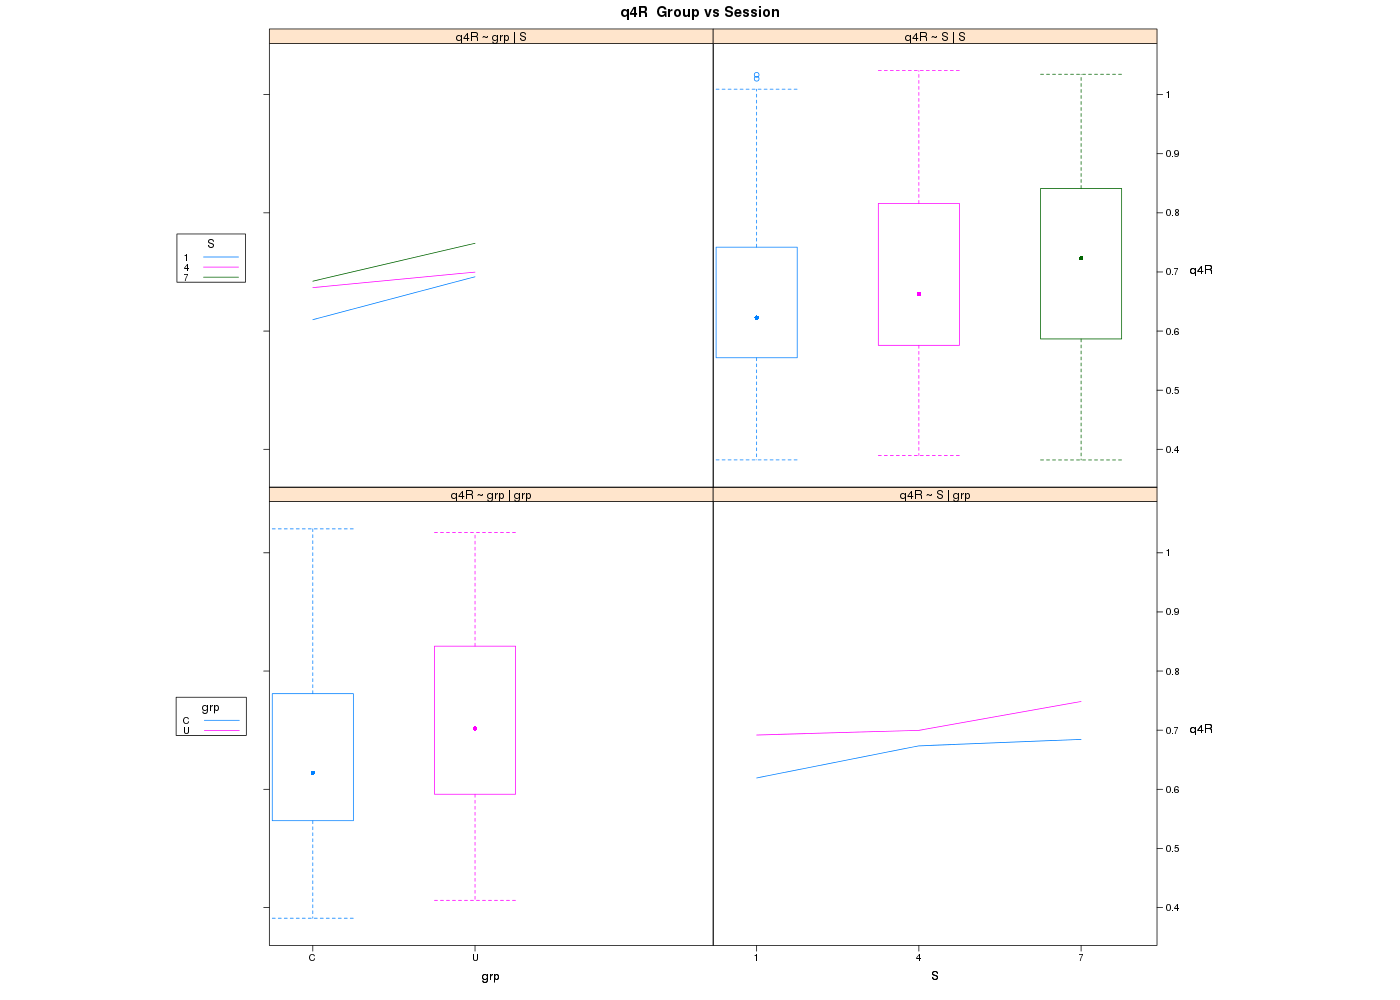 q4R  Group vs Session
q4R ~ grp | S
q4R ~ S | S
1
0.9
0.8
0.7
0.6
0.5
0.4
q4R
S
1
4
7
q4R ~ grp | grp
q4R ~ S | grp
1
0.9
0.8
0.7
0.6
0.5
0.4
q4R
grp
C
U
C
U
grp
1
4
7
S